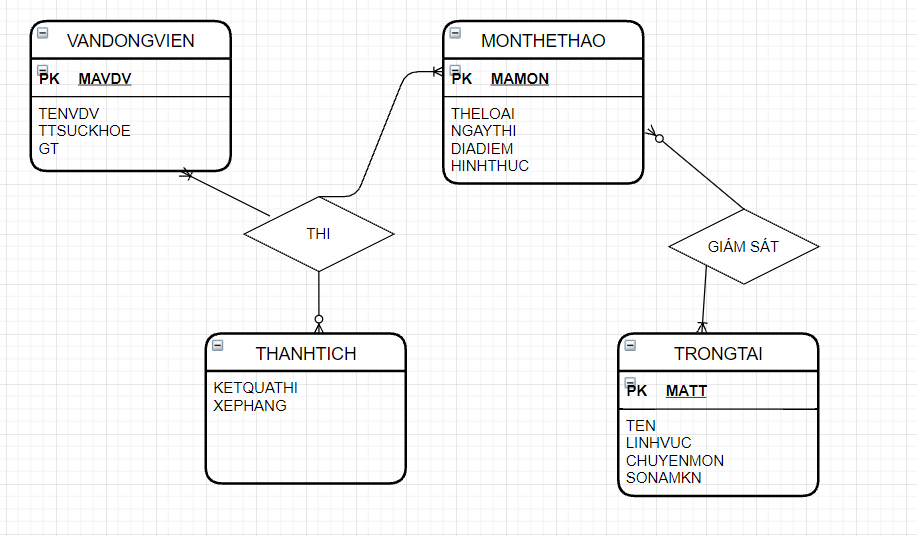 VANDONGVIEN
PK MAVDV
TENVDV
TTSUCKHOE
GT
MONTHETHAO
PK MAMON
THELOAI
NGAYTHI
DIADIEM
HINHTHUC
THI
GIÁM SÁT
THANHTICH
KETQUATHI
XEPHANG
TRONGTAI
PK MATT
TEN
LINHVUC
CHUYENMON
SONAMKN